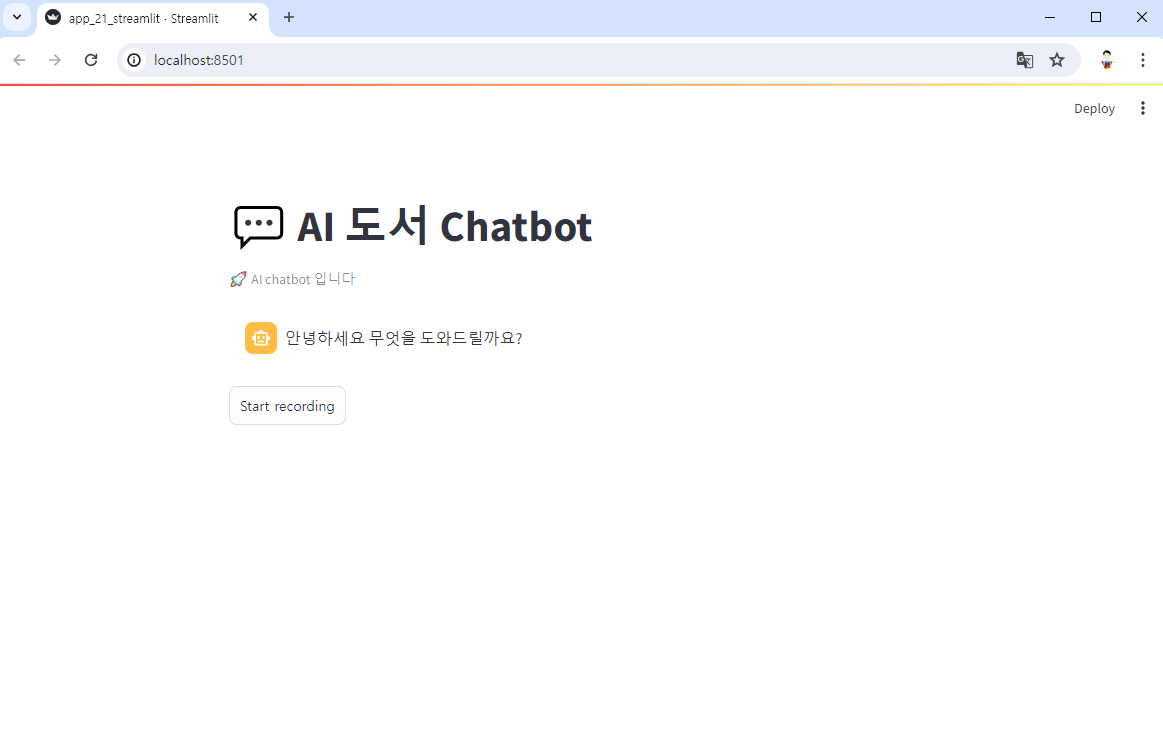 app_21_streamlit · Streamlit
localhost:8501
Deploy
AI 도서 Chatbot
🚀 AI chatbot 입니다
안녕하세요 무엇을 도와드릴까요?
Start recording